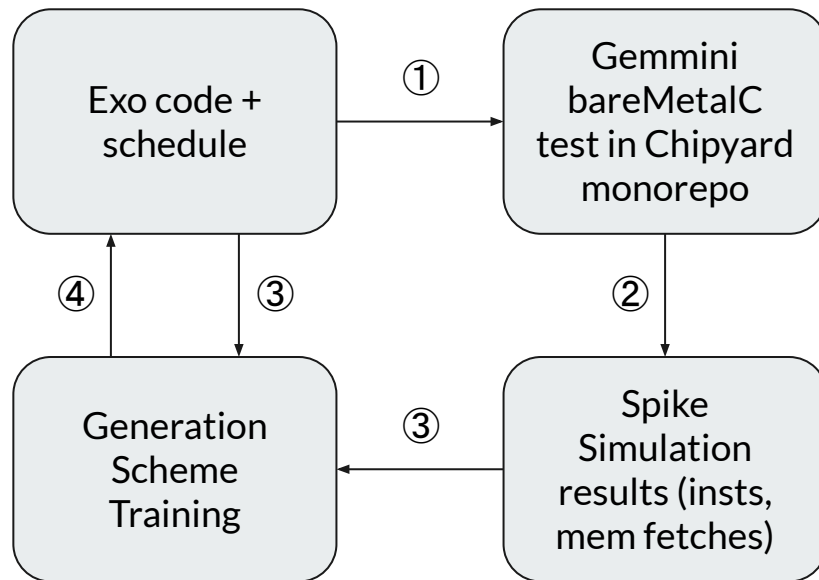 Exo code +
schedule
①
Gemmini
bareMetalC
test in Chipyard
monorepo
④
③
②
Generation
Scheme
Training
③
Spike
Simulation
results (insts,
mem fetches)